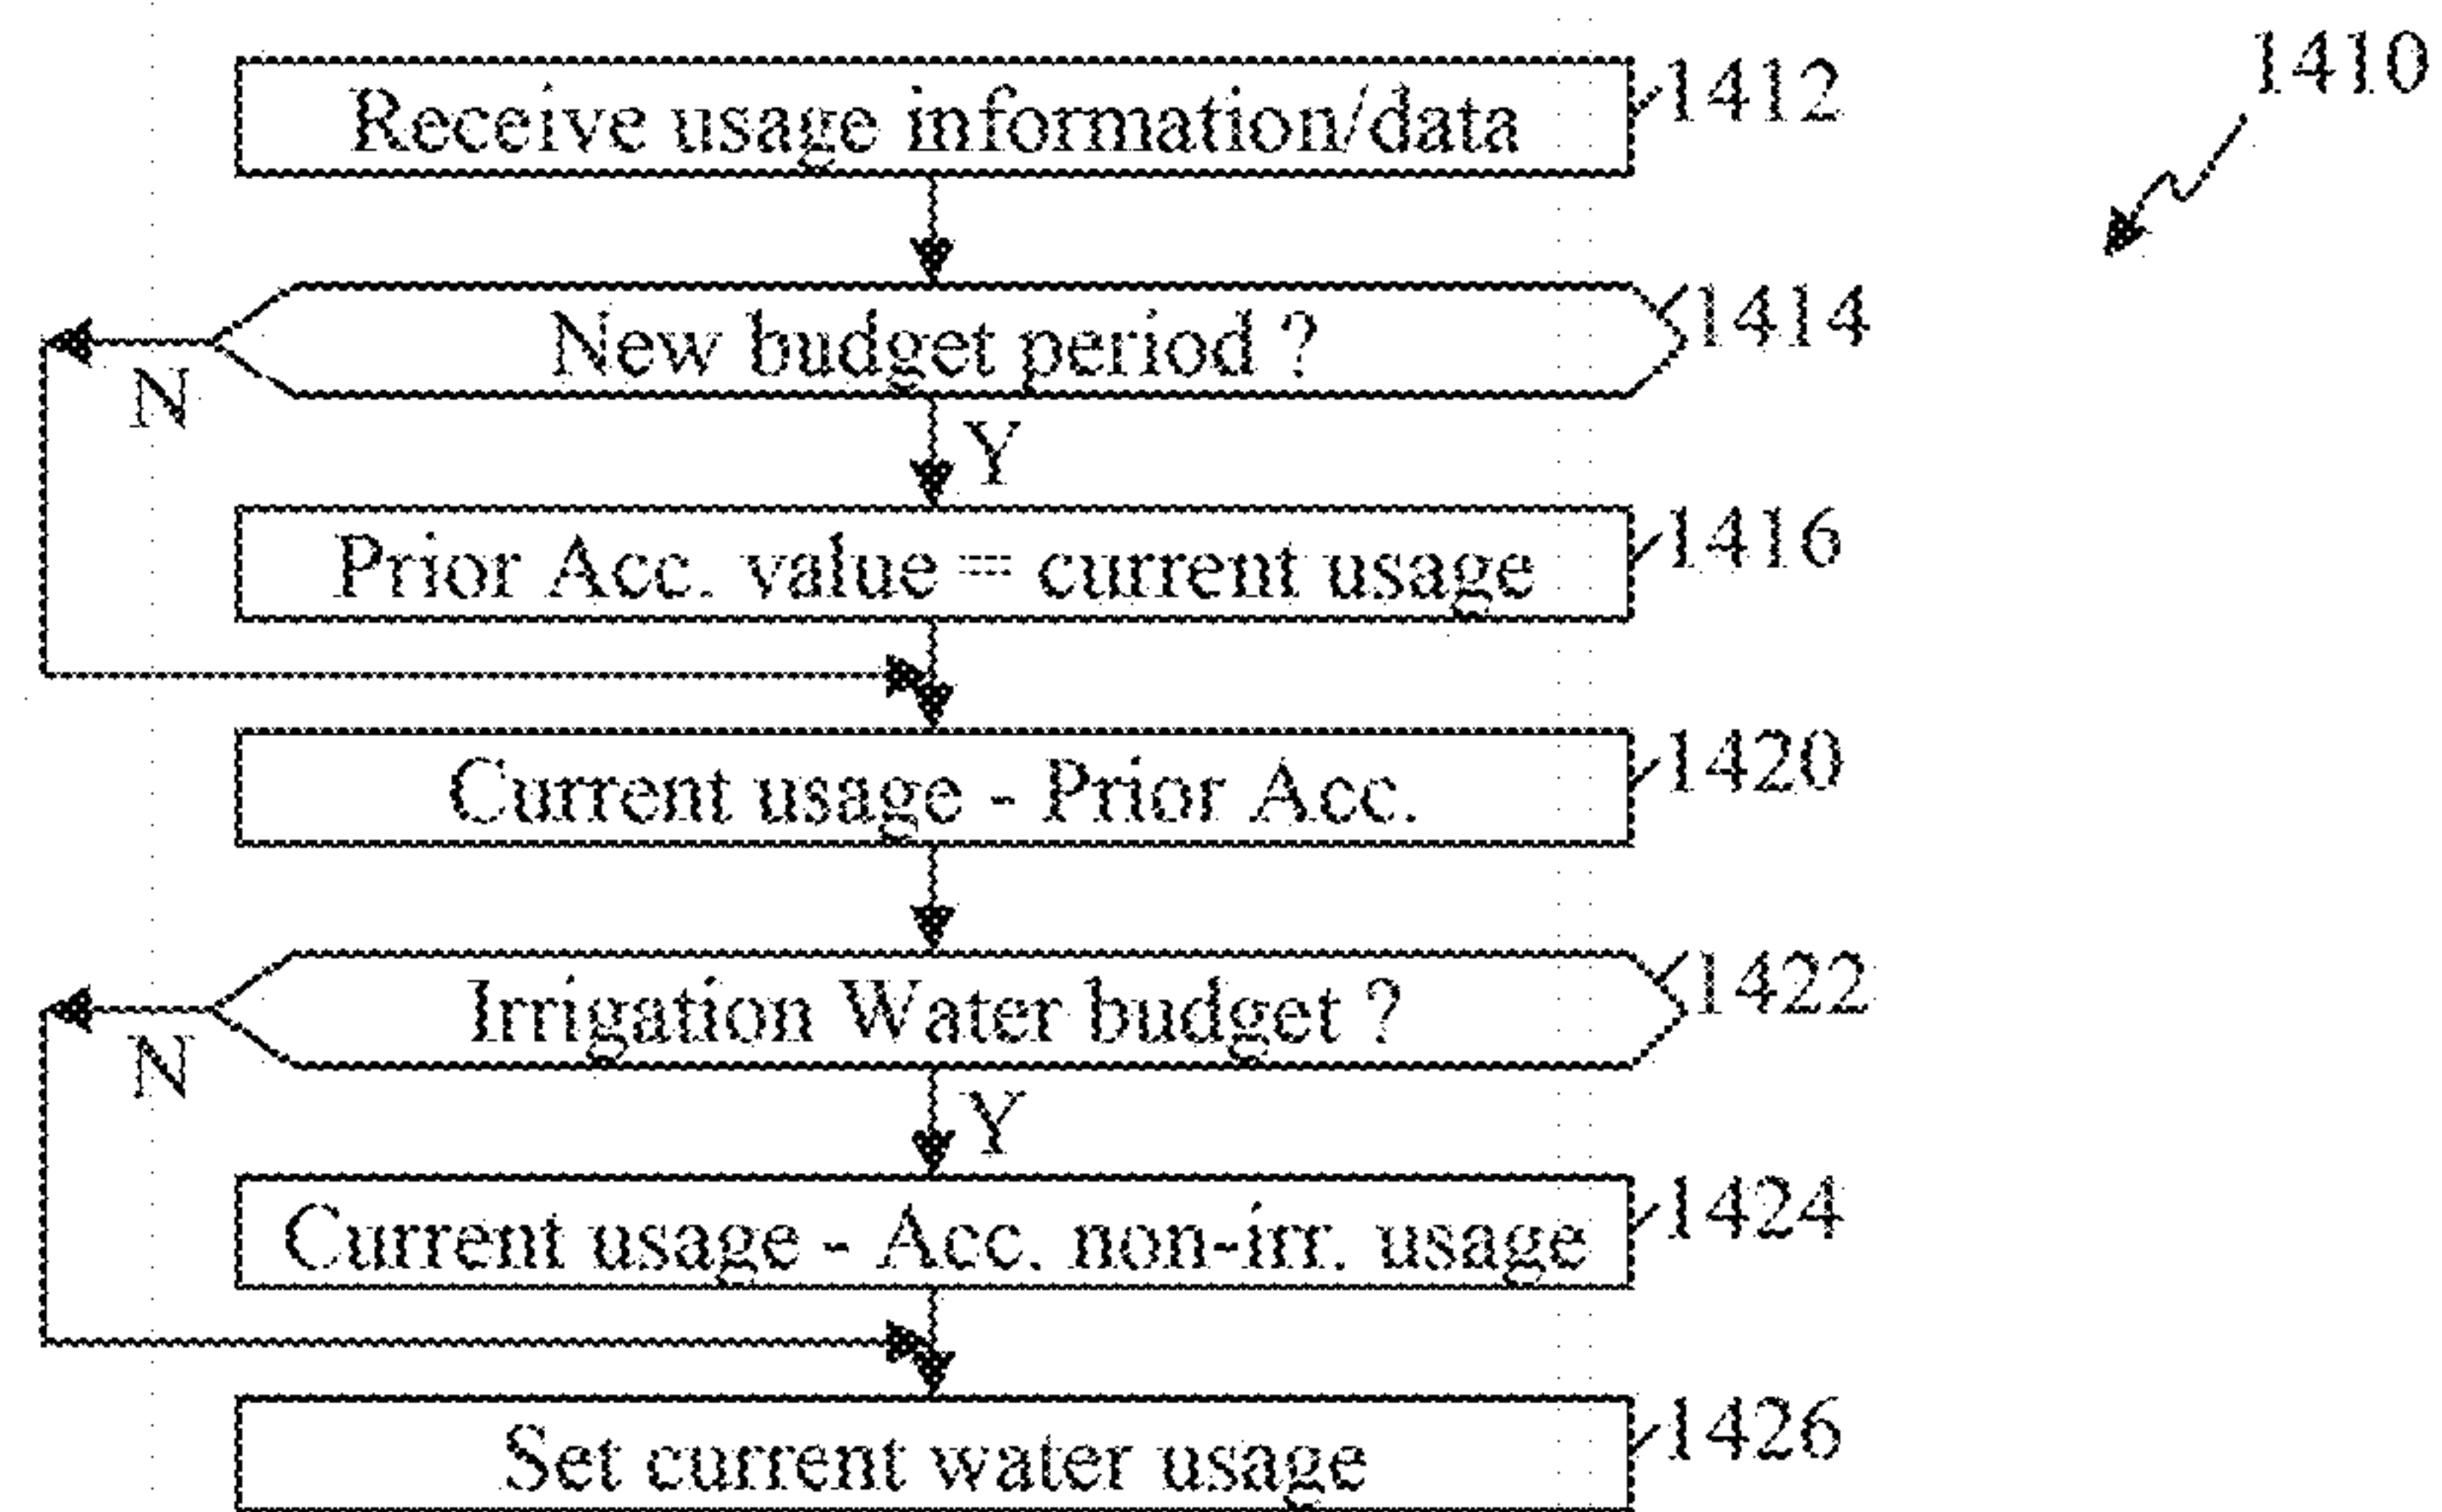 1410
Receive usage information/data 1412
New budget period ? 1414
N
Y
Prior Acc. value = current usage 1416
Current usage - Prior Acc. 1420
Irrigation Water budget ? 1422
N
Y
Current usage - Acc. non-irr. usage 1424
Set current water usage 1426